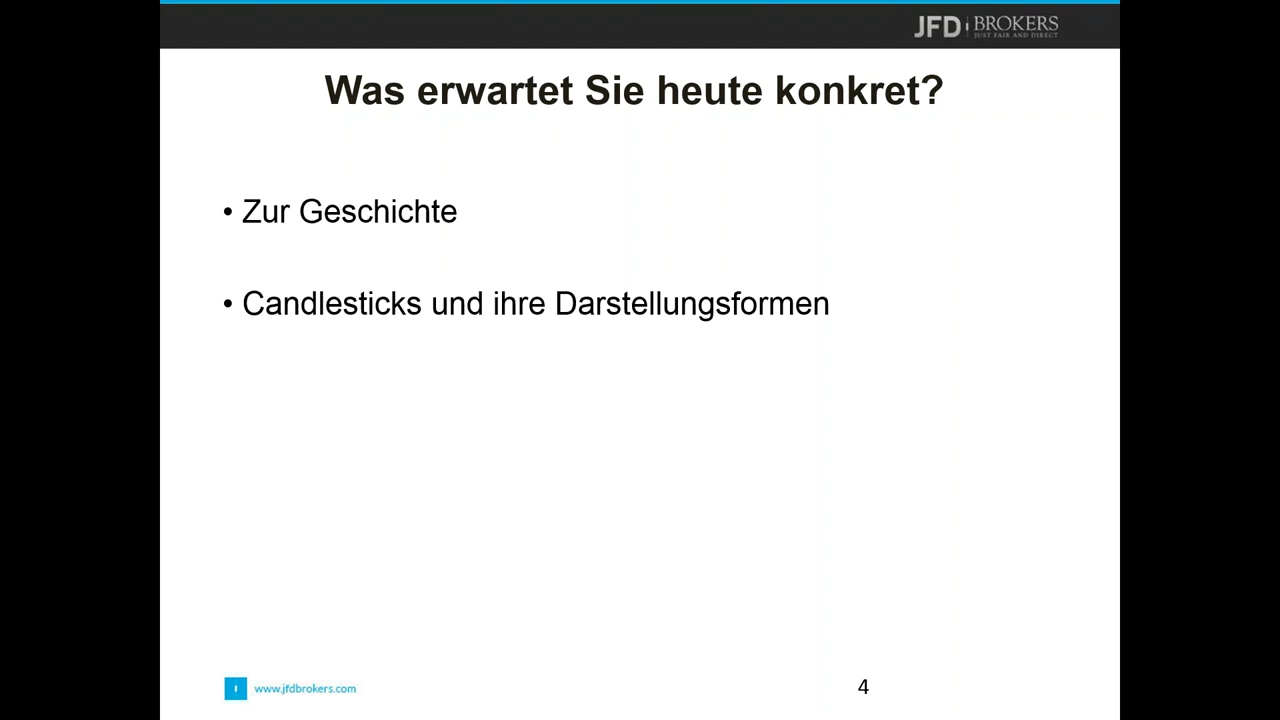 JFD BROKERS
JUST FAIR AND DIRECT
Was erwartet Sie heute konkret?
• Zur Geschichte
• Candlesticks und ihre Darstellungsformen
www.jfdbrokers.com
4